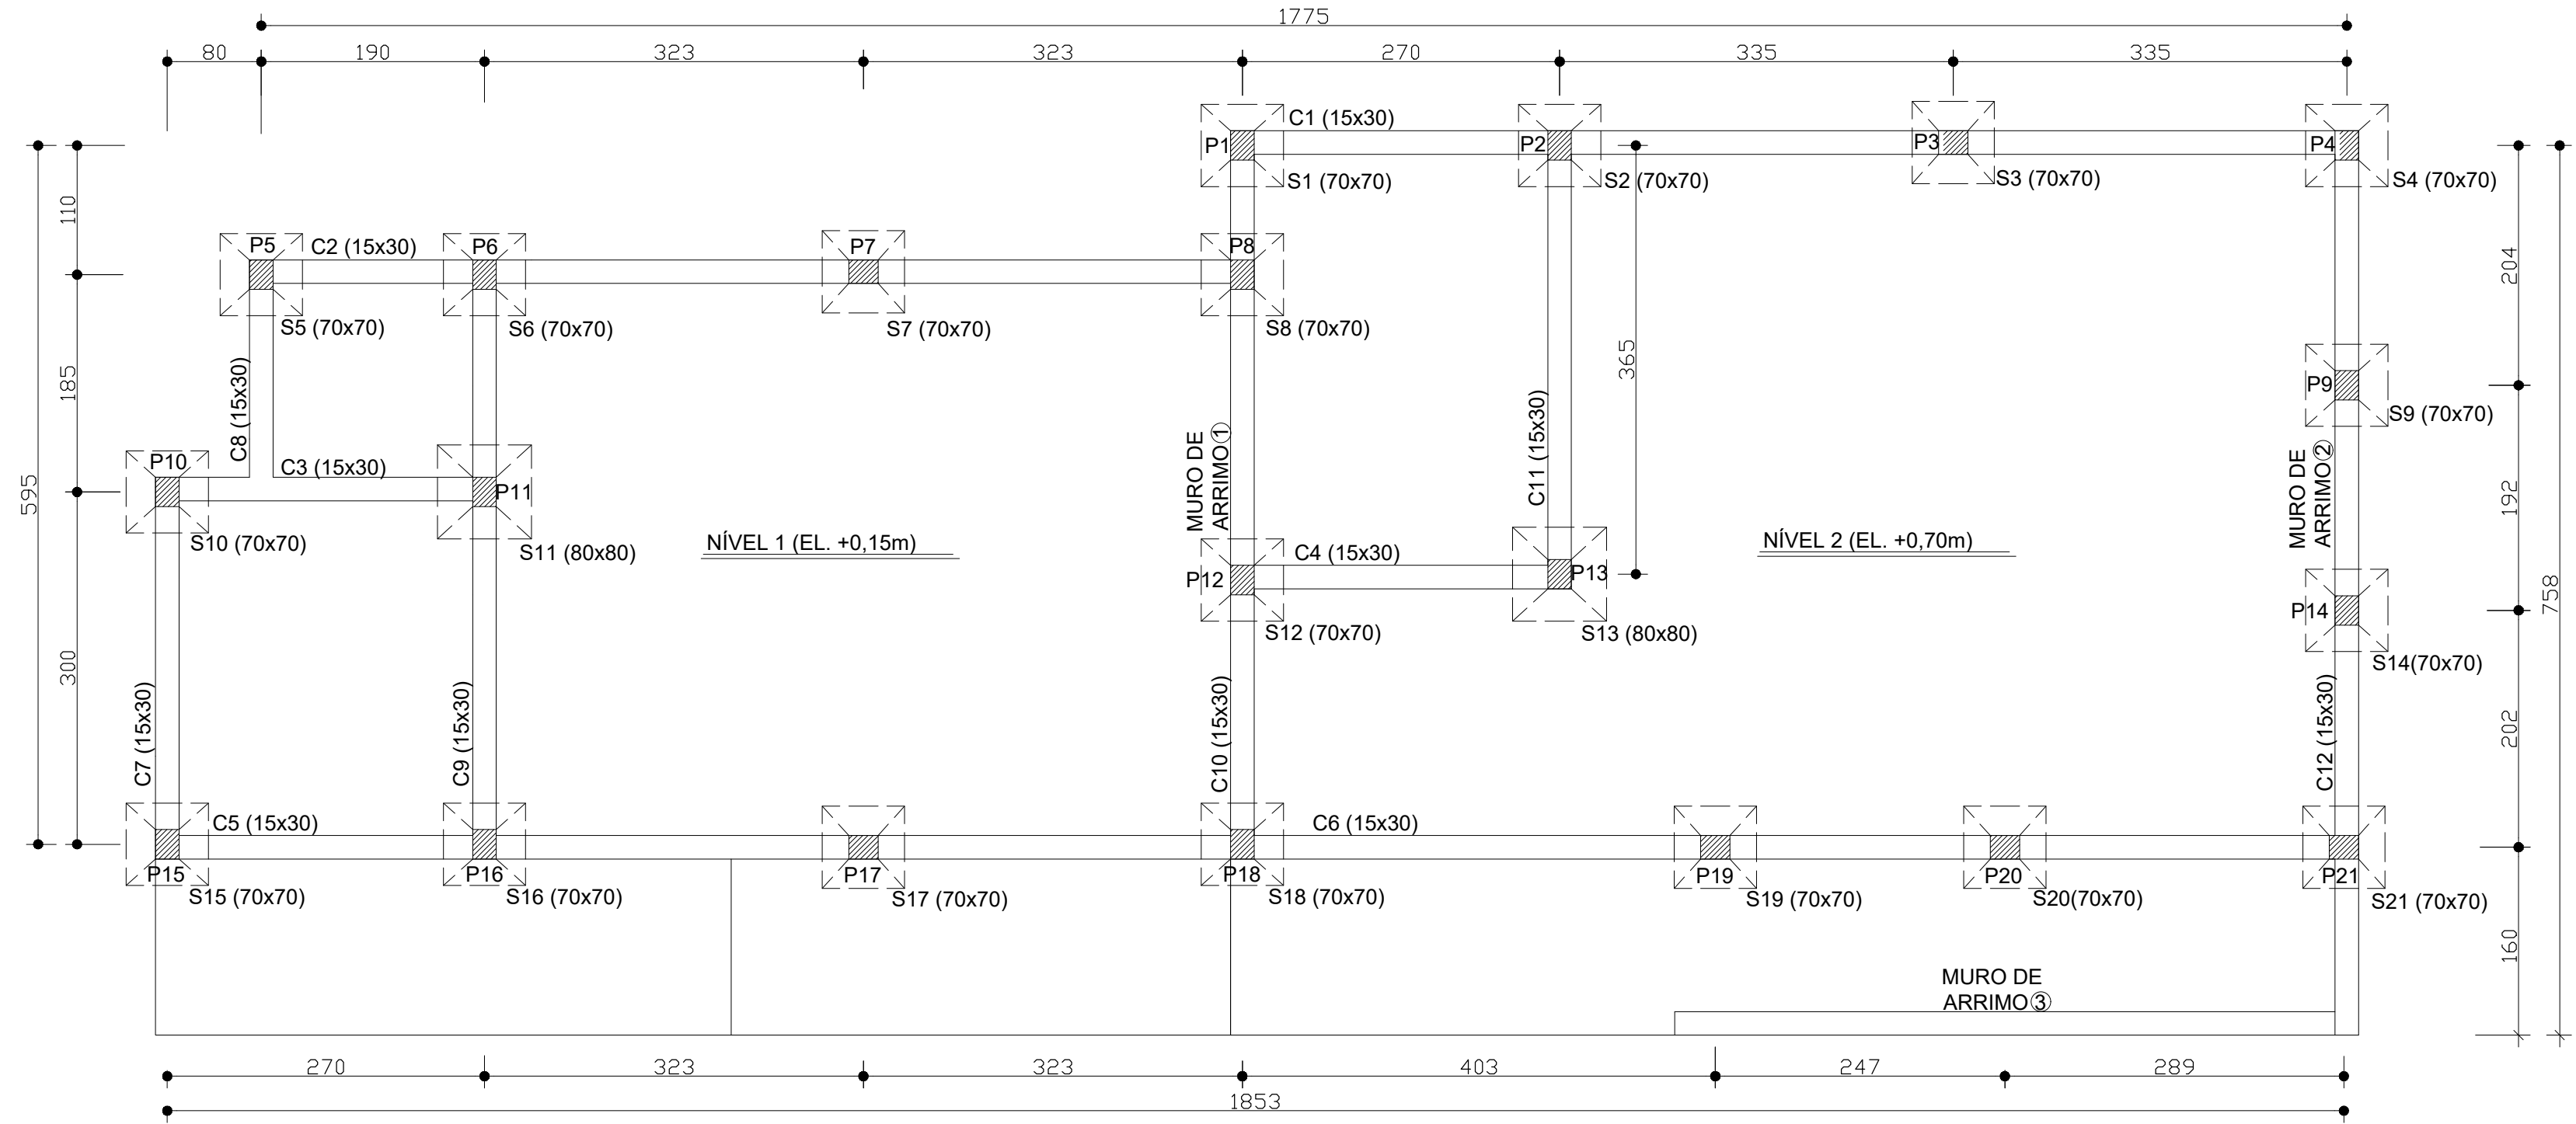 1775
80 190 323 323 270 335 335
C1 (15x30)
P1 P2 P3 P4
S1 (70x70) S2 (70x70) S3 (70x70) S4 (70x70)
110
P5 C2 (15x30) P6 P7 P8
204
S5 (70x70) S6 (70x70) S7 (70x70) S8 (70x70)
365
185
C8 (15x30)
P9
S9 (70x70)
MURO DE
ARRIMO①
C11 (15x30)
MURO DE
ARRIMO②
P10 C3 (15x30) P11
595
192
S10 (70x70) S11 (80x80)
NÍVEL 1 (EL. +0,15m)
NÍVEL 2 (EL. +0,70m)
C4 (15x30)
P12 P13 P14
758
S12 (70x70) S13 (80x80) S14(70x70)
300
C7 (15x30)
C9 (15x30)
C10 (15x30)
C12 (15x30)
202
C5 (15x30) C6 (15x30)
P15 P16 P17 P18 P19 P20 P21
S15 (70x70) S16 (70x70) S17 (70x70) S18 (70x70) S19 (70x70) S20(70x70) S21 (70x70)
160
MURO DE
ARRIMO③
270 323 323 403 247 289
1853